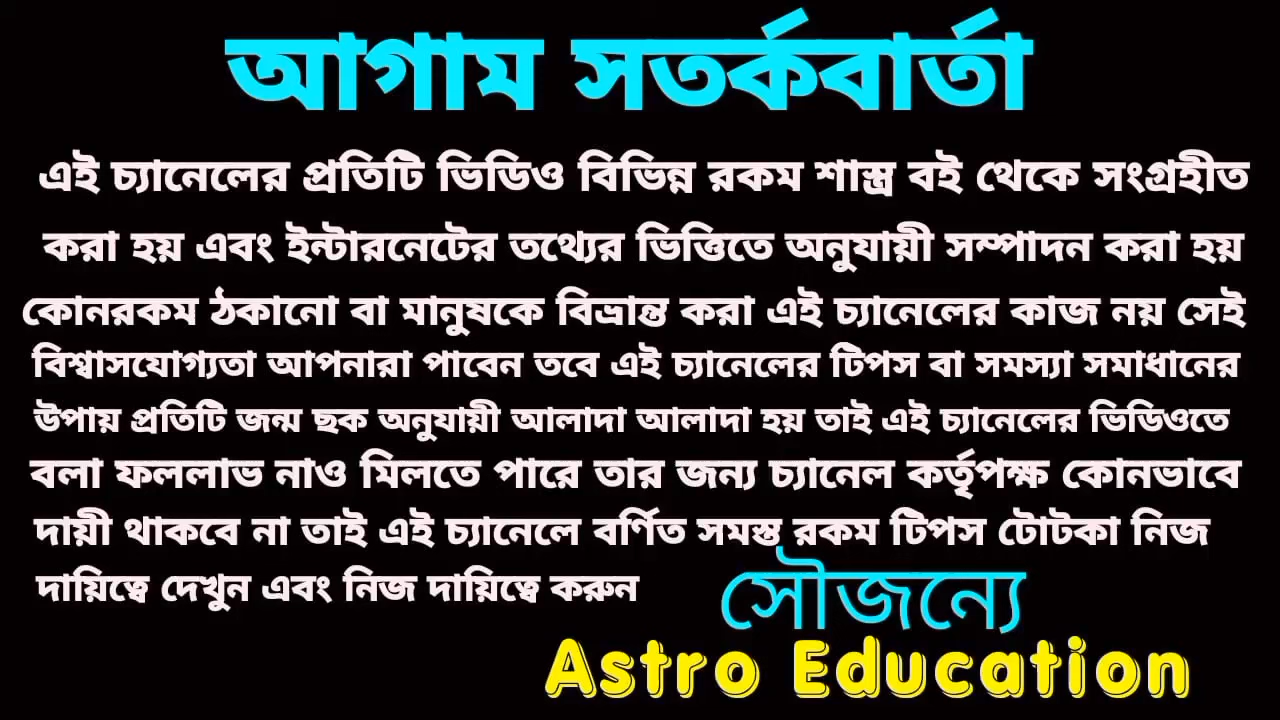 আগাম সতর্কবার্তা
এই চ্যানেলের প্রতিটি ভিডিও বিভিন্ন রকম শাস্ত্র বই থেকে সংগ্রহীত
করা হয় এবং ইন্টারনেটের তথ্যের ভিত্তিতে অনুযায়ী সম্পাদন করা হয়
কোনরকম ঠকানো বা মানুষকে বিভ্রান্ত করা এই চ্যানেলের কাজ নয় সেই
বিশ্বাসযোগ্যতা আপনারা পাবেন তবে এই চ্যানেলের টিপস বা সমস্যা সমাধানের
উপায় প্রতিটি জন্ম ছক অনুযায়ী আলাদা আলাদা হয় তাই এই চ্যানেলের ভিডিওতে
বলা ফললাভ নাও মিলতে পারে তার জন্য চ্যানেল কর্তৃপক্ষ কোনভাবে
দায়ী থাকবে না তাই এই চ্যানেলে বর্ণিত সমস্ত রকম টিপস টোটকা নিজ
দায়িত্বে দেখুন এবং নিজ দায়িত্বে করুন
সৌজন্যে
Astro Education